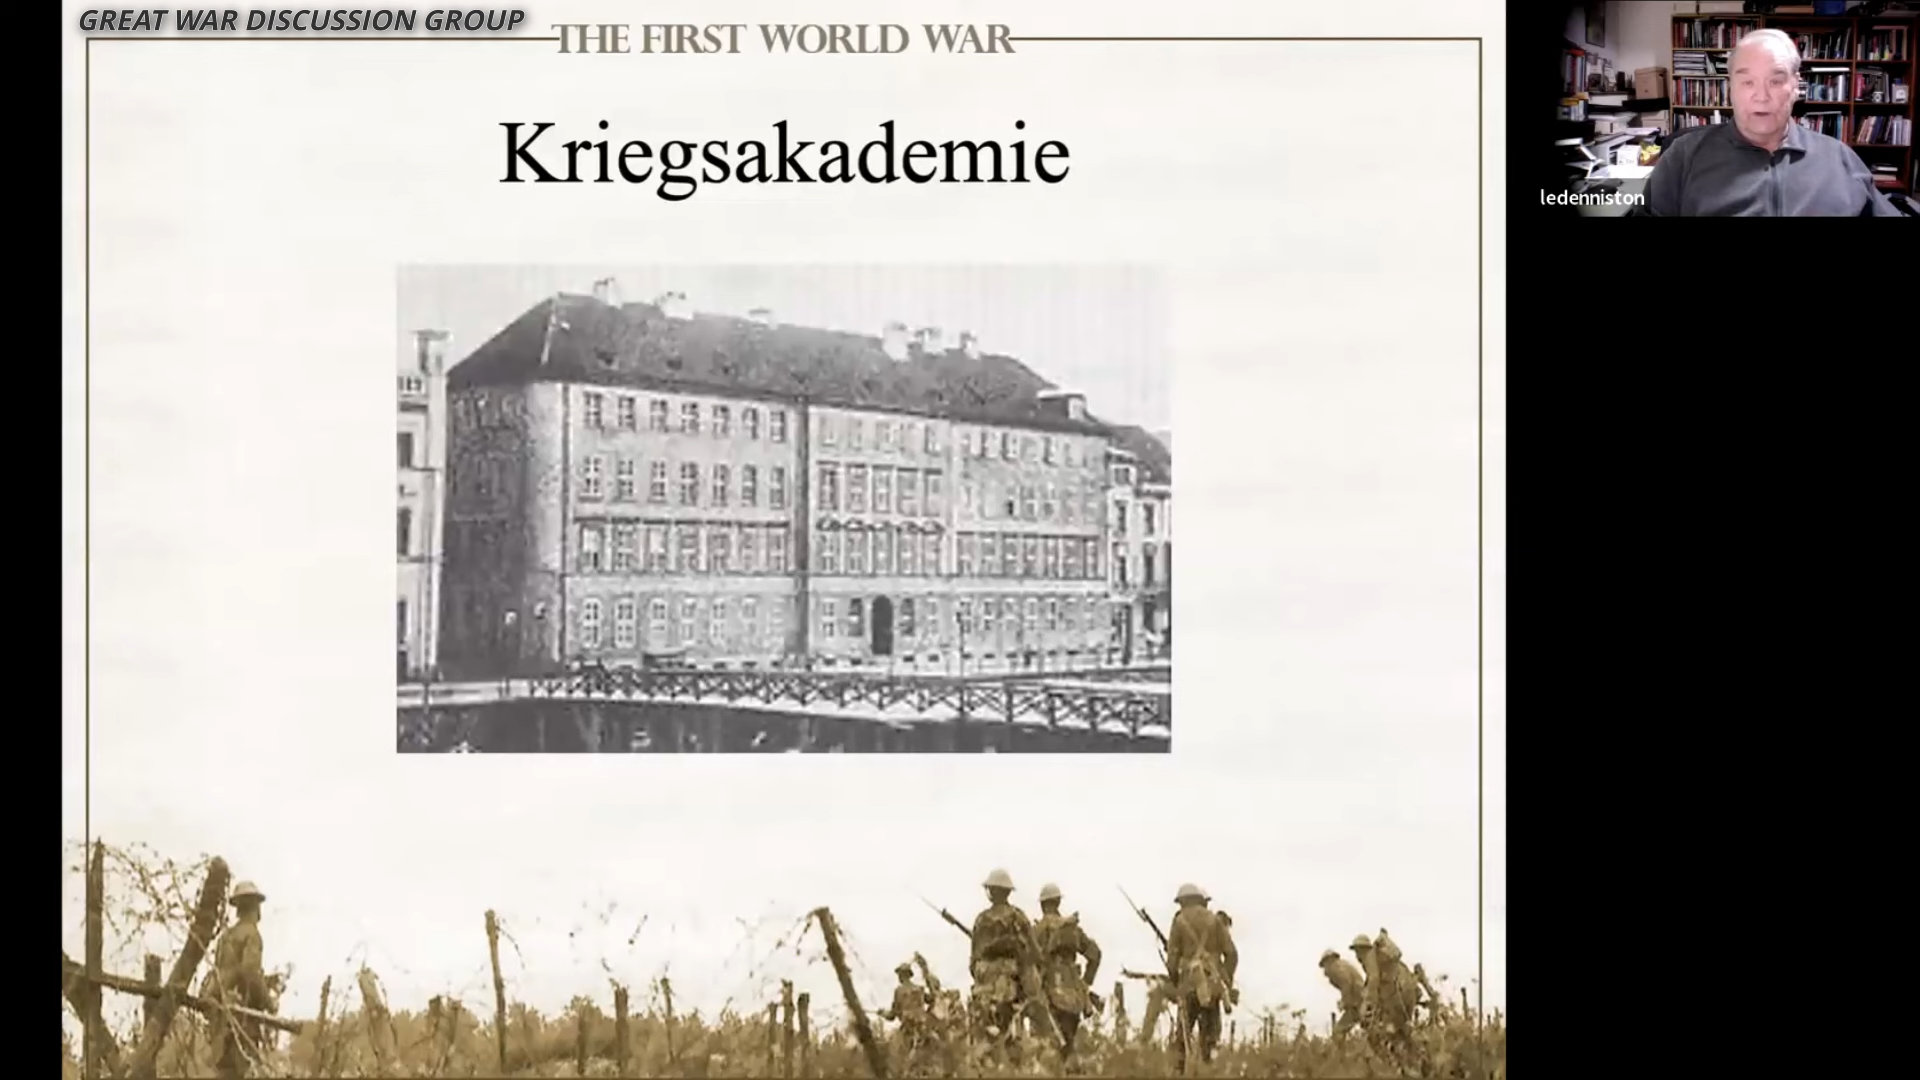 GREAT WAR DISCUSSION GROUP
THE FIRST WORLD WAR
Kriegsakademie
ledenniston